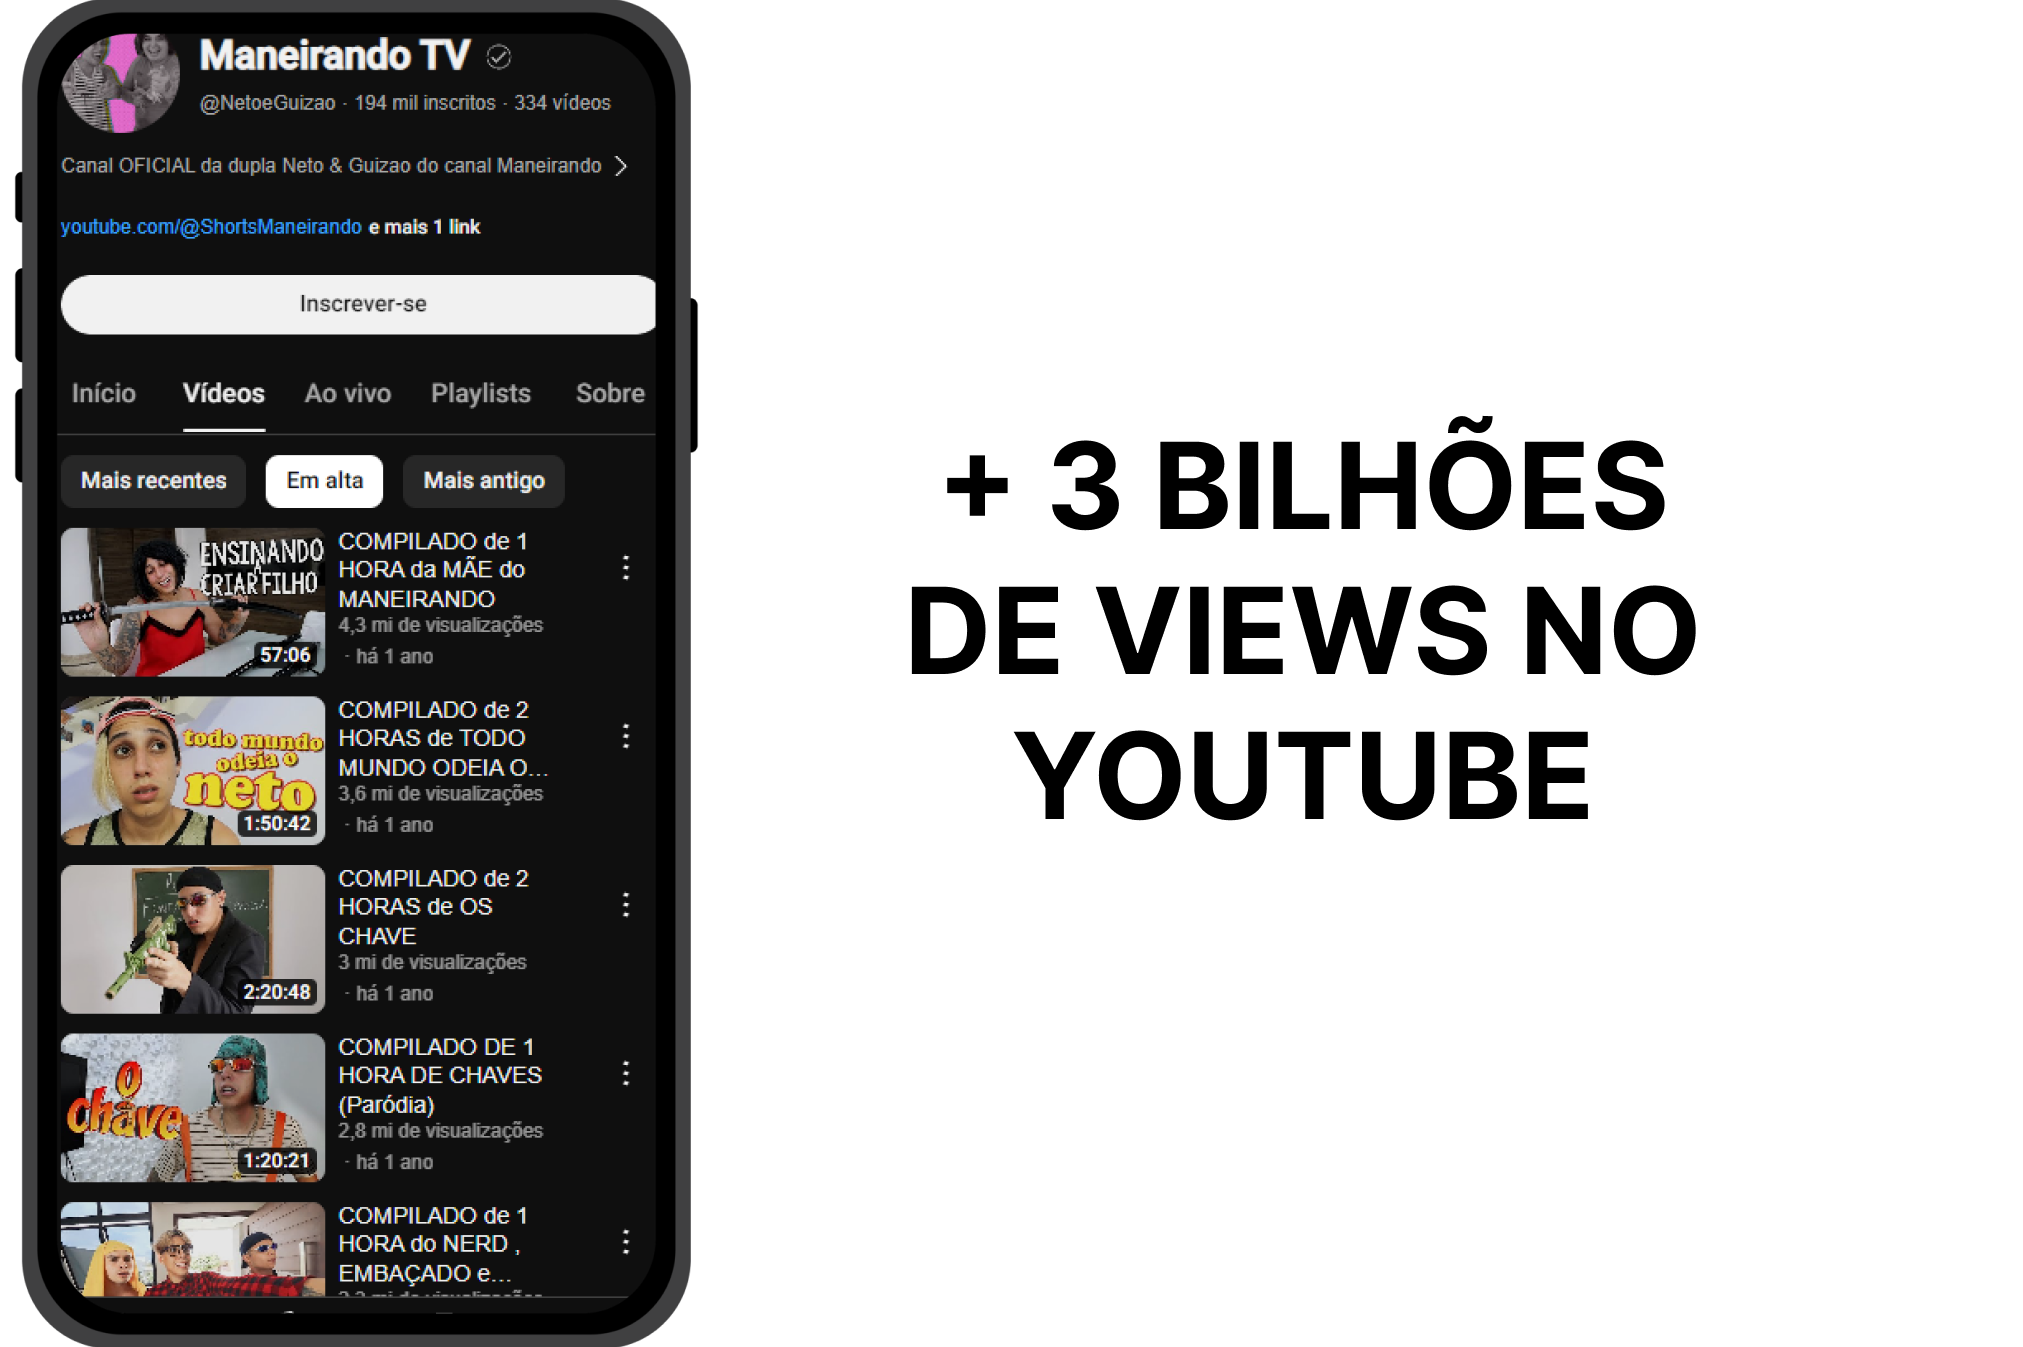 Maneirando TV
@NetoeGuizao · 194 mil inscritos · 334 vídeos
Canal OFICIAL da dupla Neto & Guizao do canal Maneirando
youtube.com/@ShortsManeirando e mais 1 link
Inscrever-se
Início Vídeos Ao vivo Playlists Sobre
Mais recentes Em alta Mais antigo
ENSINANDO
A
CRIAR FILHO
57:06
COMPILADO de 1
HORA da MÃE do
MANEIRANDO
4,3 mi de visualizações
· há 1 ano
todo mundo
odeia o
neto
1:50:42
COMPILADO de 2
HORAS de TODO
MUNDO ODEIA O...
3,6 mi de visualizações
· há 1 ano
2:20:48
COMPILADO de 2
HORAS de OS
CHAVE
3 mi de visualizações
· há 1 ano
o
chave
1:20:21
COMPILADO DE 1
HORA DE CHAVES
(Paródia)
2,8 mi de visualizações
· há 1 ano
COMPILADO de 1
HORA do NERD ,
EMBAÇADO e...
+ 3 BILHÕES
DE VIEWS NO
YOUTUBE